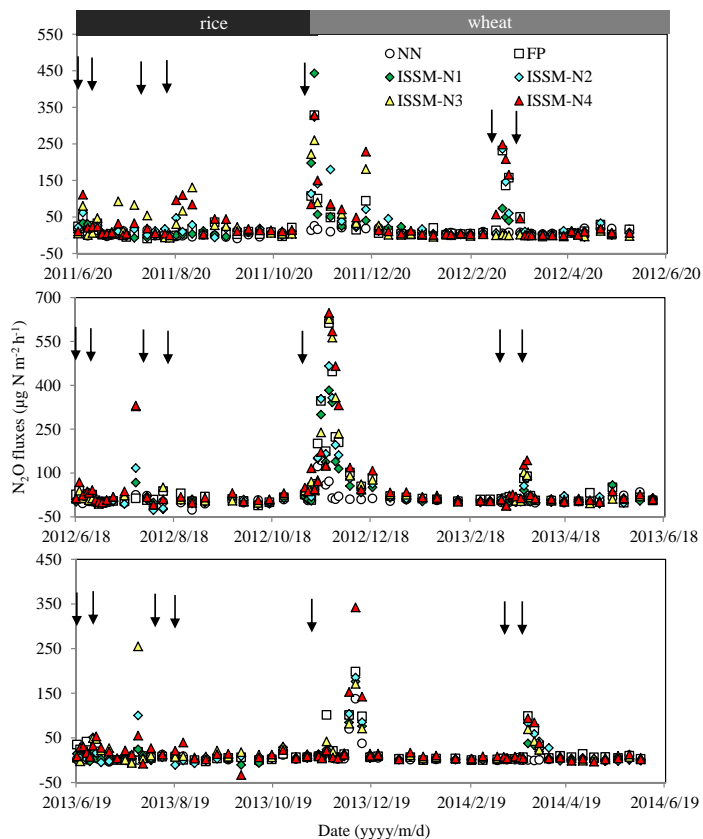 rice wheat
550
NN FP
450 ISSM-N1 ISSM-N2
350 ISSM-N3 ISSM-N4
250
150
50
-50
2011/6/20 2011/8/20 2011/10/20 2011/12/20 2012/2/20 2012/4/20 2012/6/20
700
550
400
250
100
-50
2012/6/18 2012/8/18 2012/10/18 2012/12/18 2013/2/18 2013/4/18 2013/6/18
N₂O fluxes (µg N m⁻² h⁻¹)
450
350
250
150
50
-50
2013/6/19 2013/8/19 2013/10/19 2013/12/19 2014/2/19 2014/4/19 2014/6/19
Date (yyyy/m/d)